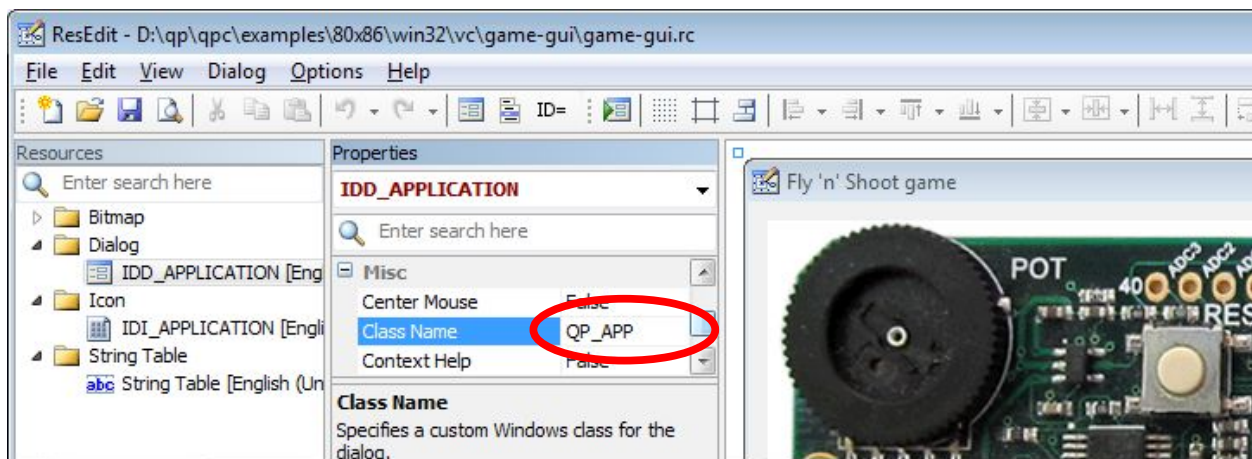 ResEdit - D:\qp\qpc\examples\80x86\win32\vc\game-gui\game-gui.rc
File Edit View Dialog Options Help
ID=
Resources
Enter search here
Bitmap
Dialog
IDD_APPLICATION [Eng
Icon
IDI_APPLICATION [Engli
String Table
abc String Table [English (Un
Properties
IDD_APPLICATION
Enter search here
Misc
Center Mouse False
Class Name QP_APP
Context Help False
Class Name
Specifies a custom Windows class for the
dialog.
Fly 'n' Shoot game
POT
40
ADC3
ADC2
RES